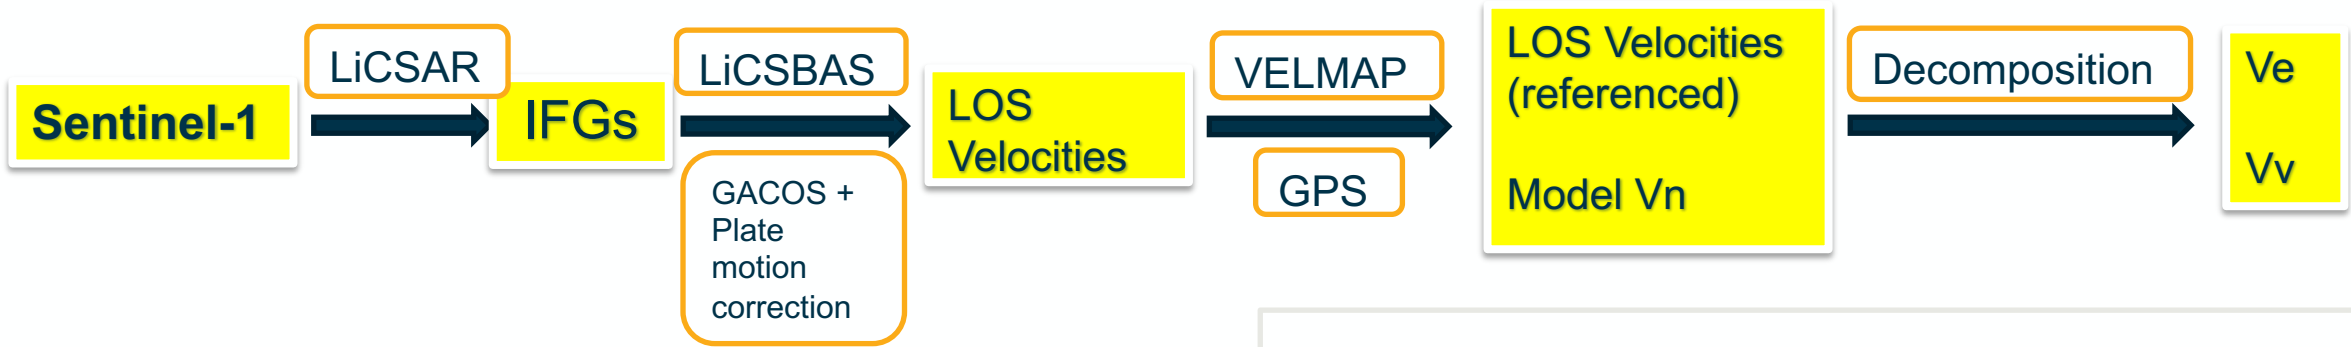 Sentinel-1
LiCSAR
IFGs
LiCSBAS
GACOS +
Plate
motion
correction
LOS
Velocities
VELMAP
GPS
LOS Velocities
(referenced)
Model Vn
Decomposition
Ve
Vv